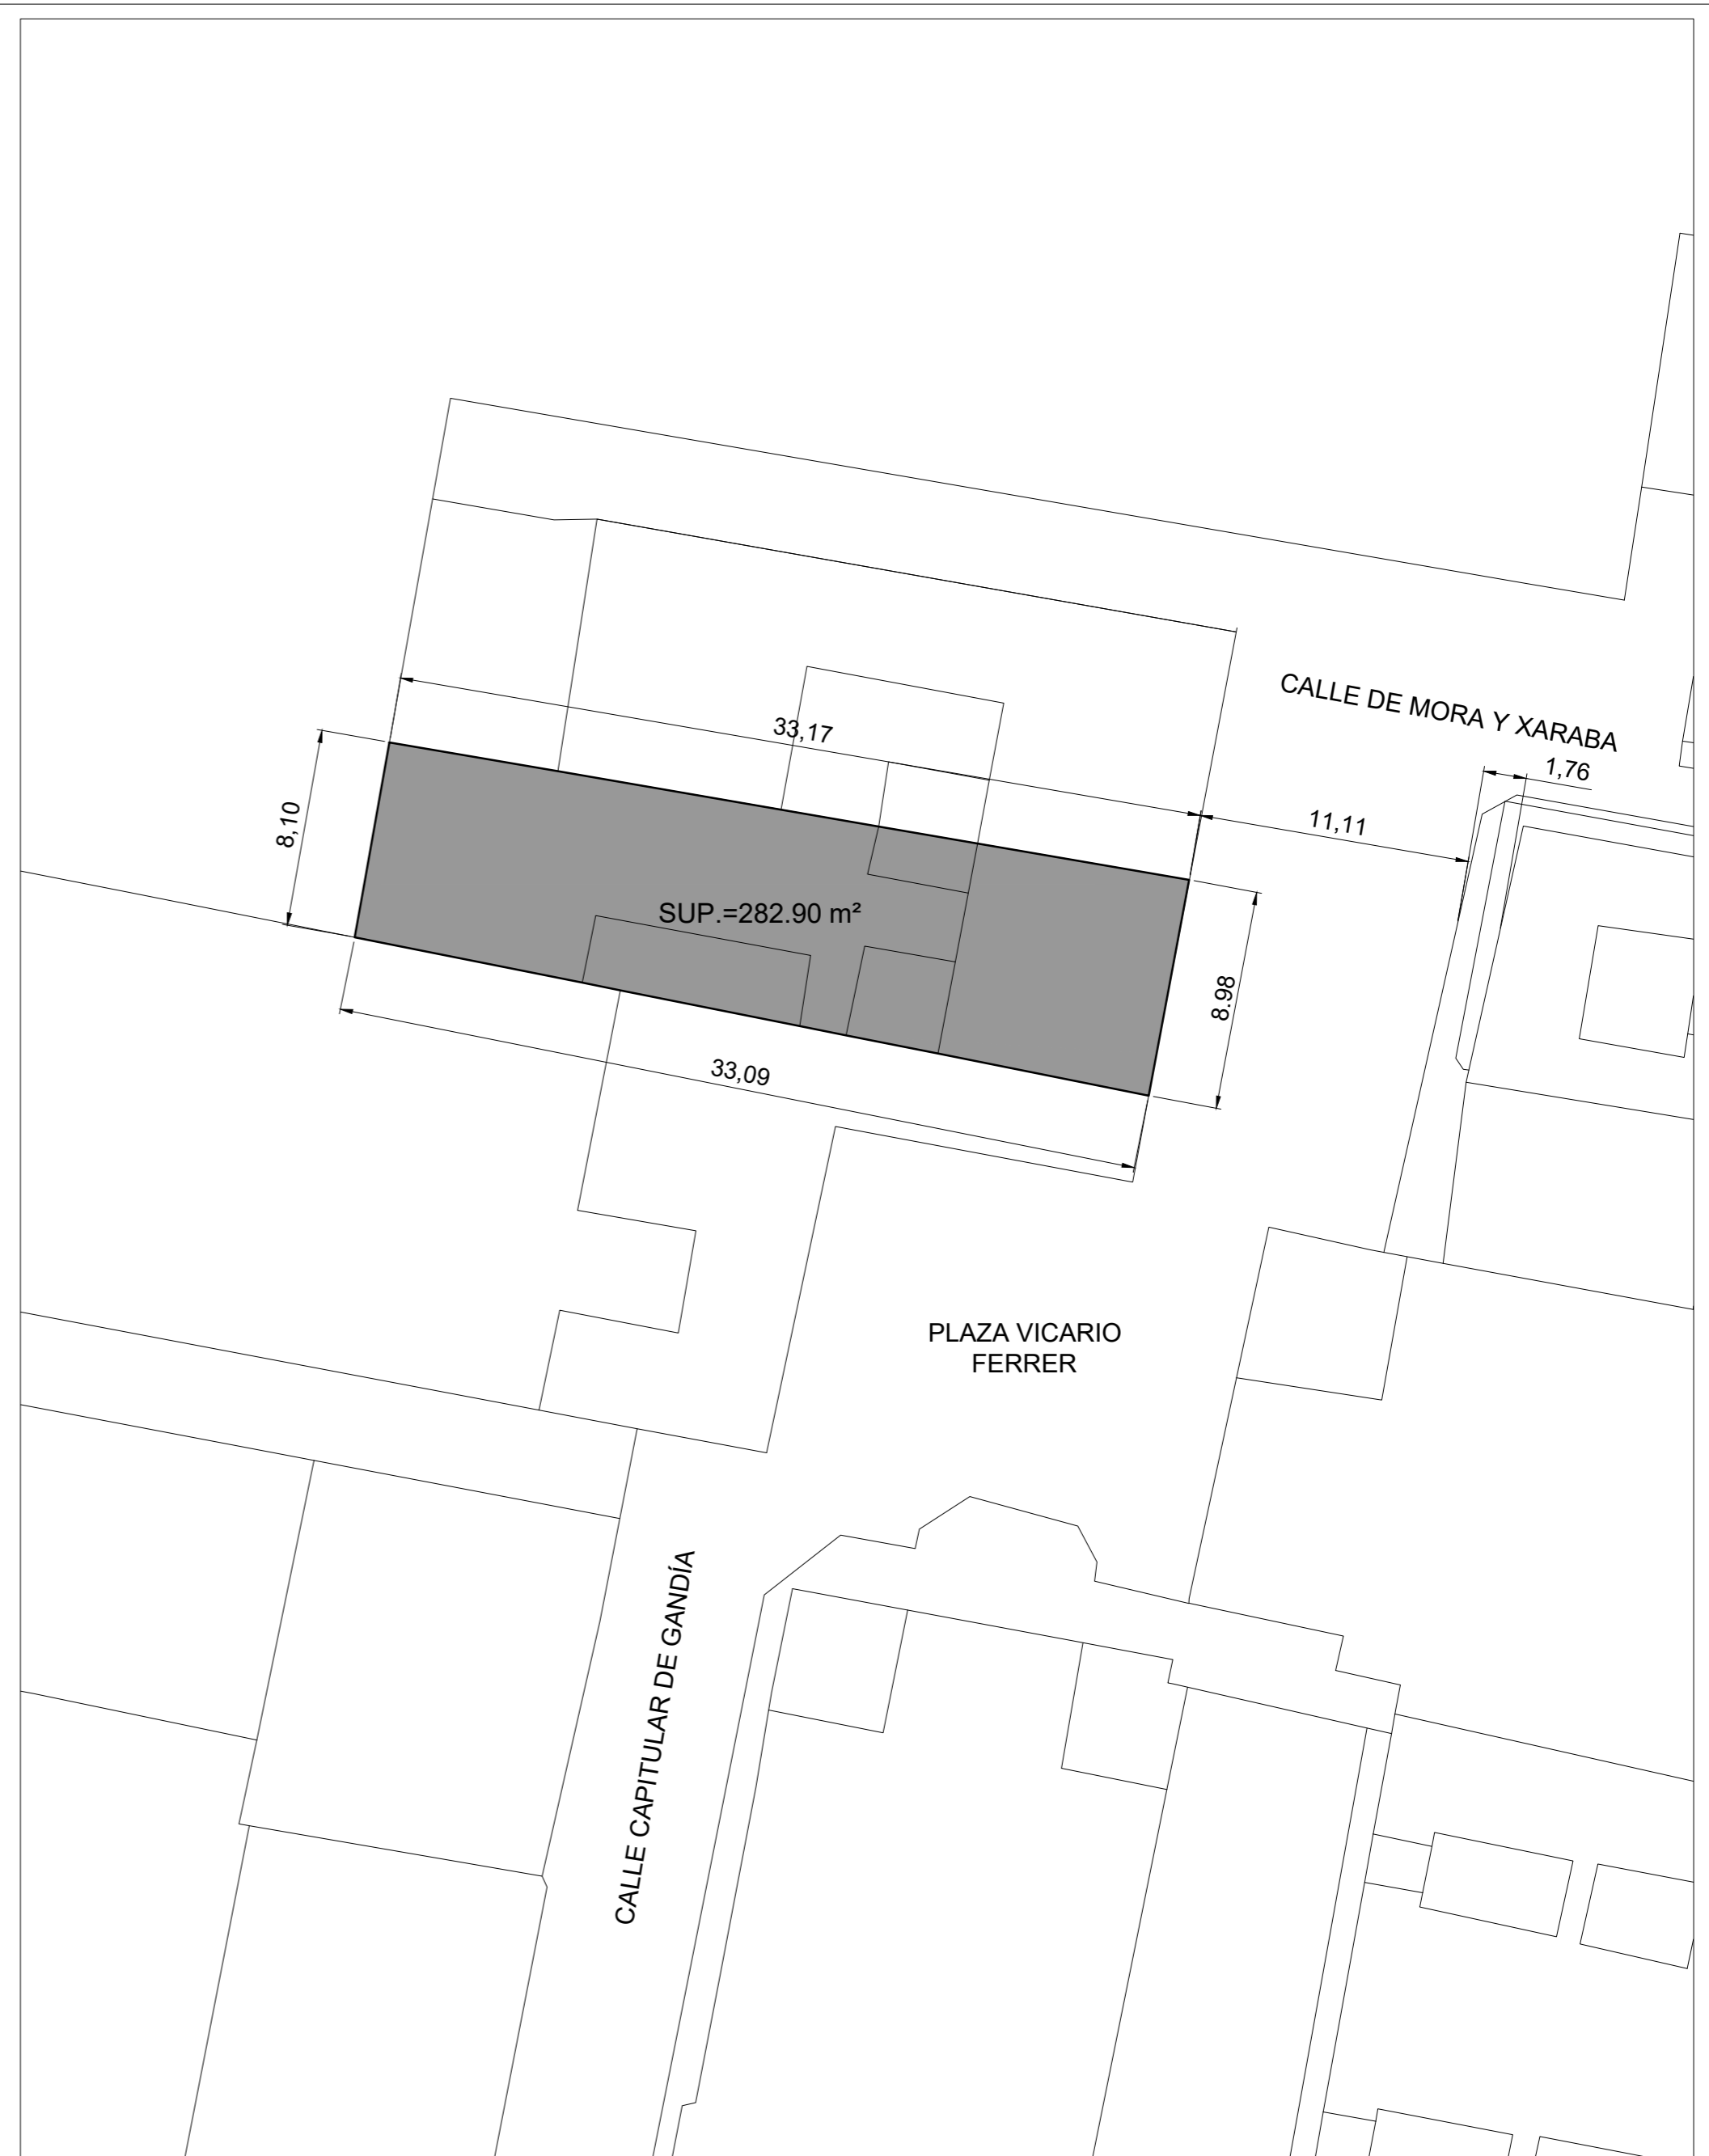 CALLE DE MORA Y XARABA
33,17
1,76
11,11
8,10
SUP.=282.90 m²
8.98
33,09
PLAZA VICARIO
FERRER
CALLE CAPITULAR DE GANDÍA